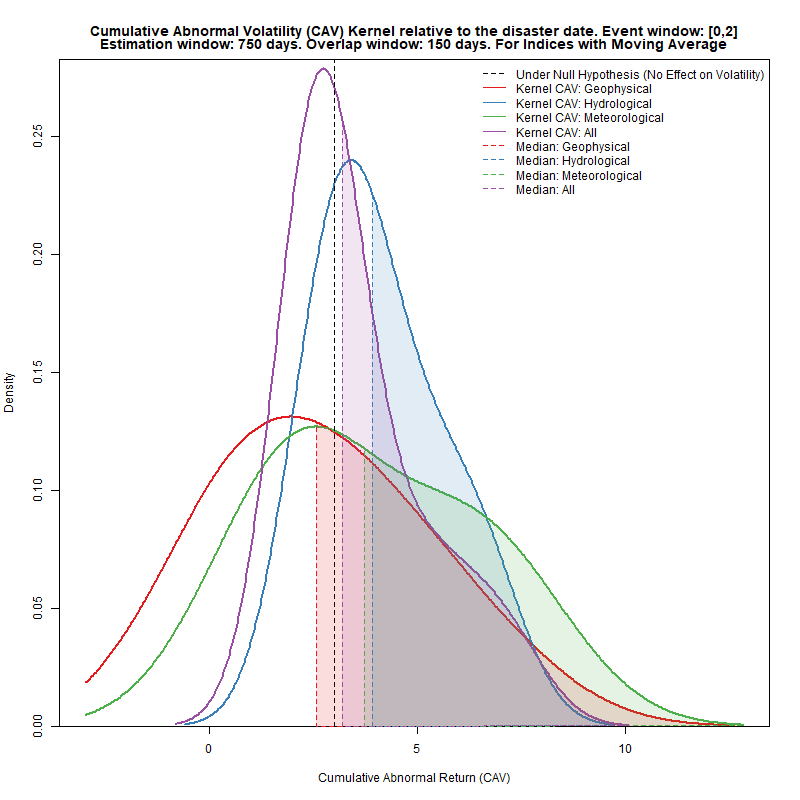 Cumulative Abnormal Volatility (CAV) Kernel relative to the disaster date. Event window: [0,2]
Estimation window: 750 days. Overlap window: 150 days. For Indices with Moving Average
Under Null Hypothesis (No Effect on Volatility)
Kernel CAV: Geophysical
Kernel CAV: Hydrological
Kernel CAV: Meteorological
Kernel CAV: All
Median: Geophysical
Median: Hydrological
Median: Meteorological
Median: All
Density
0.25
0.20
0.15
0.10
0.05
0.00
0
5
10
Cumulative Abnormal Return (CAV)